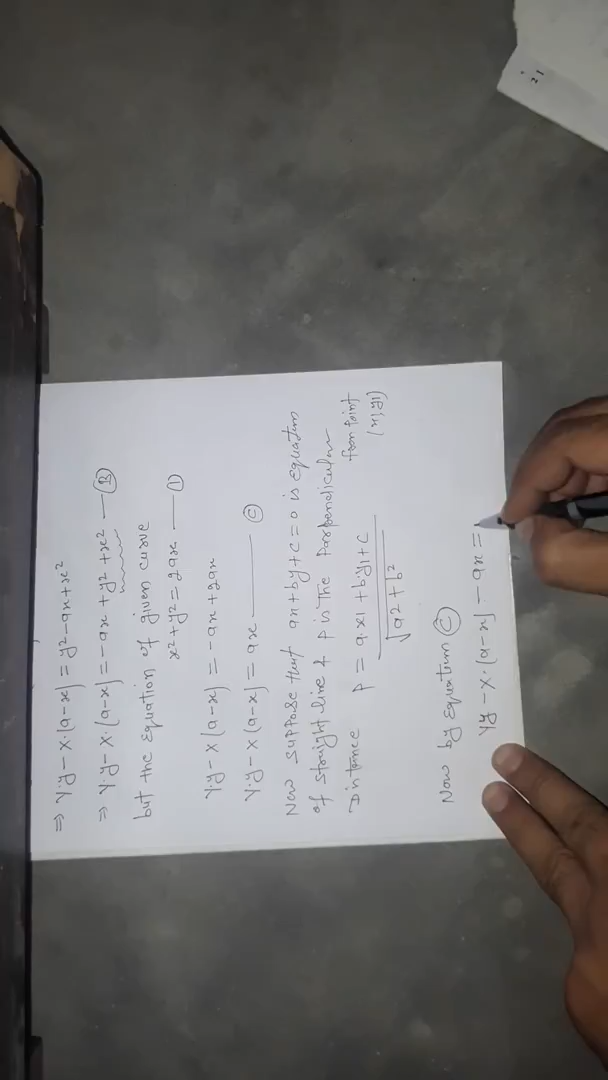 ⇒ Y.y - X.(a-x) = y² - ax + x²
⇒ Y.y - X.(a-x) = -ax + y² + x² — (B)
but the equation of given curve
x² + y² = 2ax — (1)
Y.y - X(a-x) = -ax + 2ax
Y.y - X(a-x) = ax — (C)
Now suppose that ax+by+c=0 is equation
of straight line & P is the Perpendicular
Distance P = a.x1 + by1 + c / √a²+b² from point (x1,y1)
Now by equation (C)
Yy - X.(a-x) - ax =